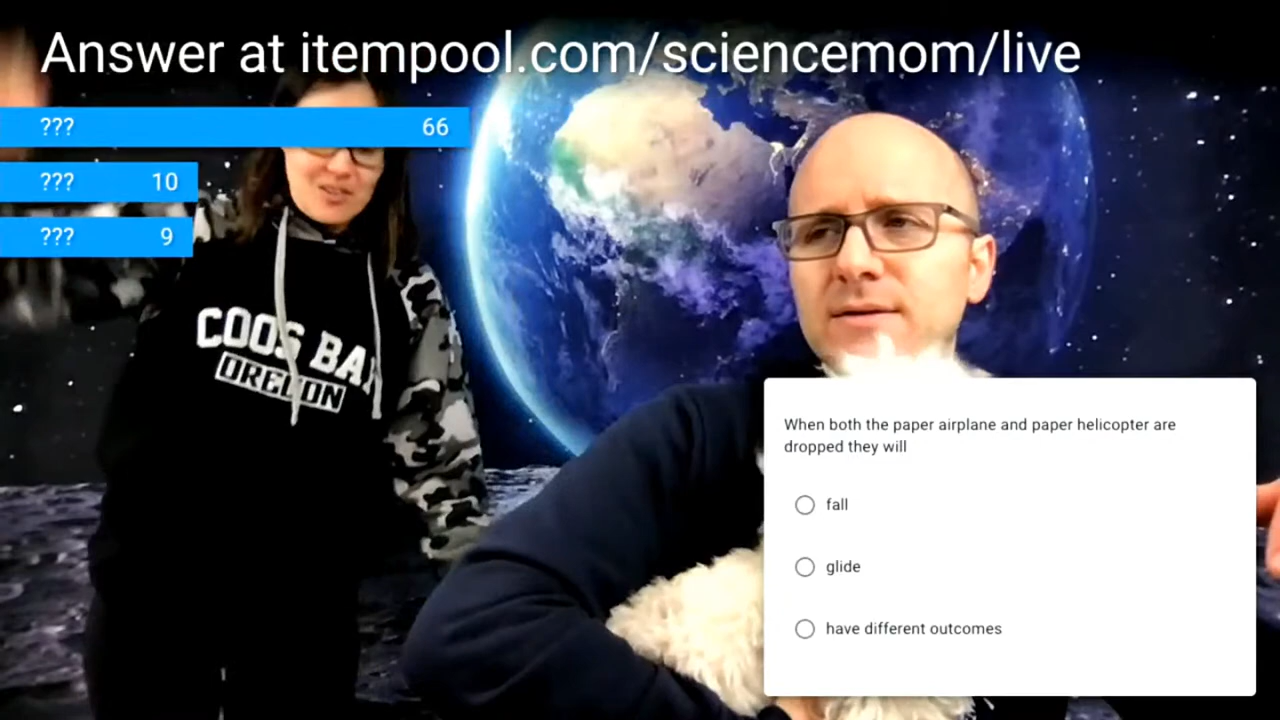 Answer at itempool.com/sciencemom/live
??? 66
??? 10
??? 9
COOS BA
OREGON
When both the paper airplane and paper helicopter are
dropped they will
fall
glide
have different outcomes